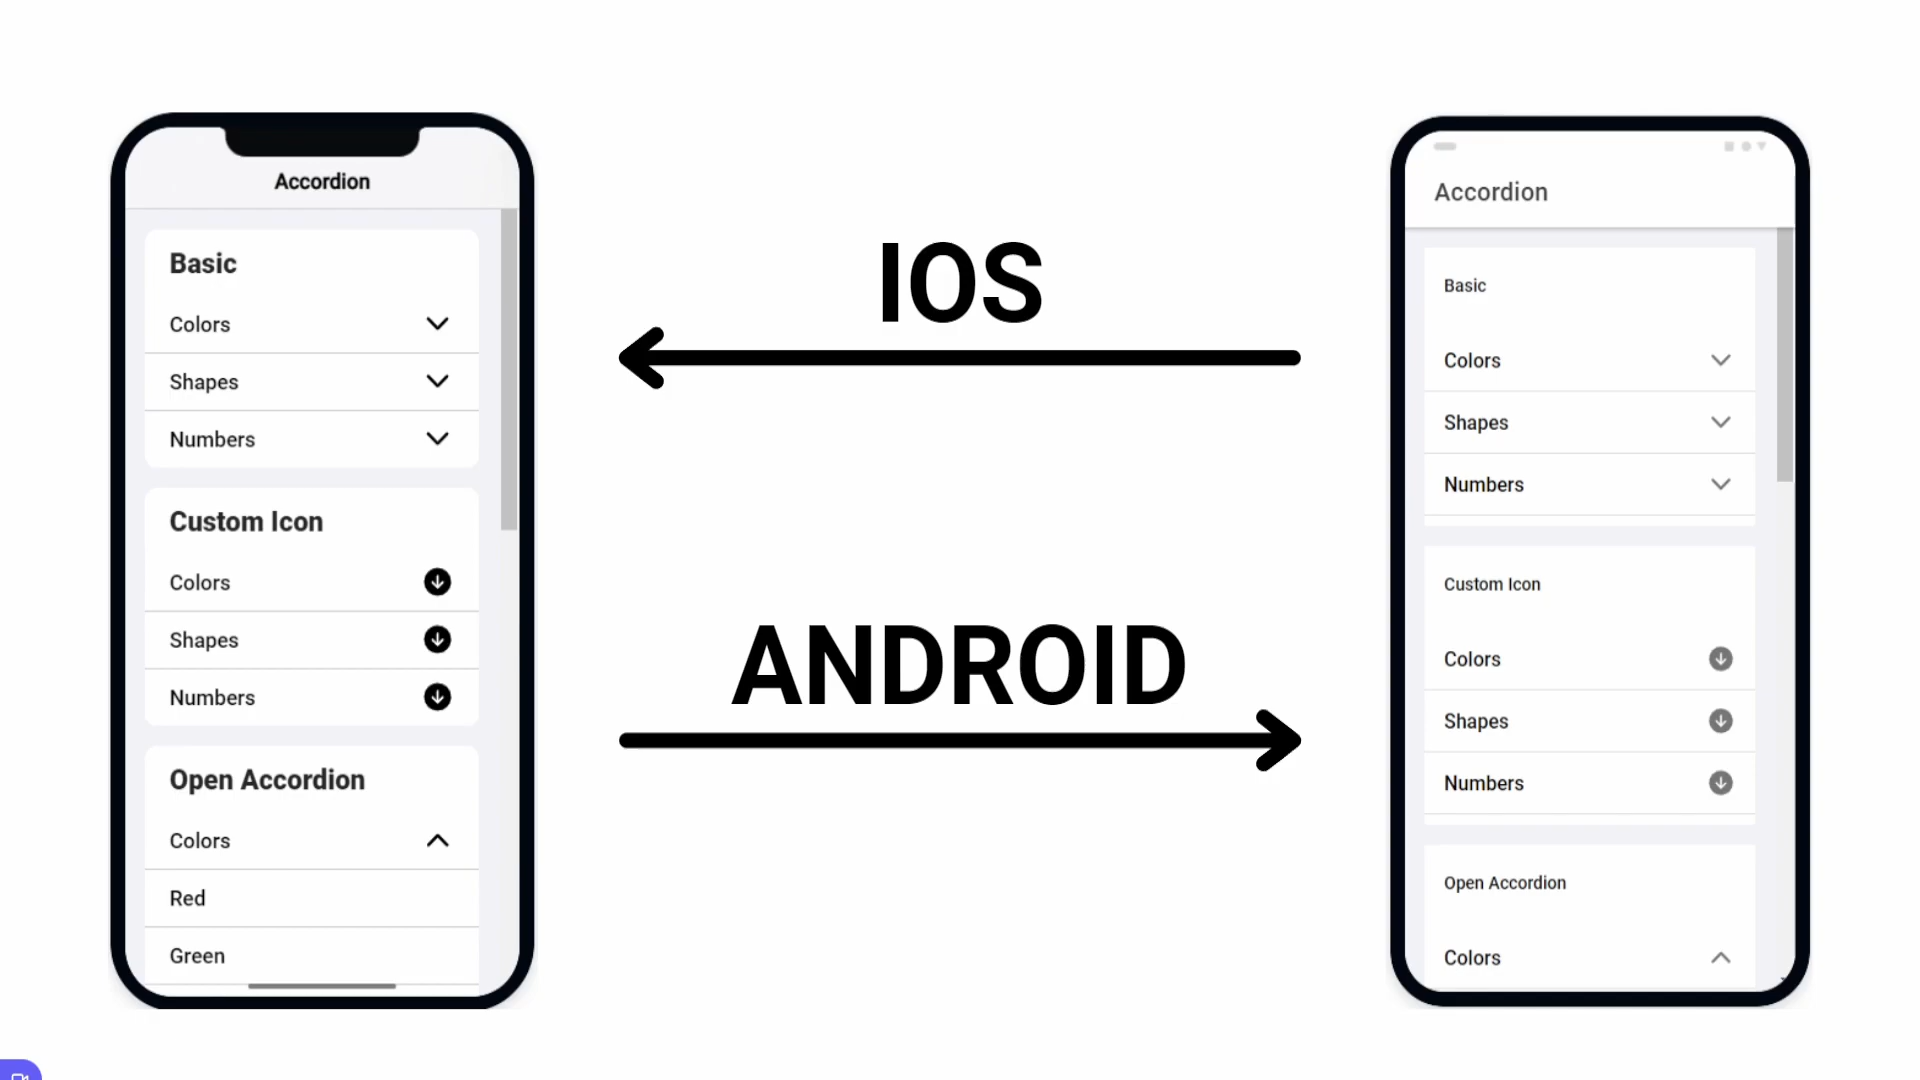 Accordion
Basic
Colors
Shapes
Numbers
Custom Icon
Colors
Shapes
Numbers
Open Accordion
Colors
Red
Green
IOS
ANDROID
Accordion
Basic
Colors
Shapes
Numbers
Custom Icon
Colors
Shapes
Numbers
Open Accordion
Colors